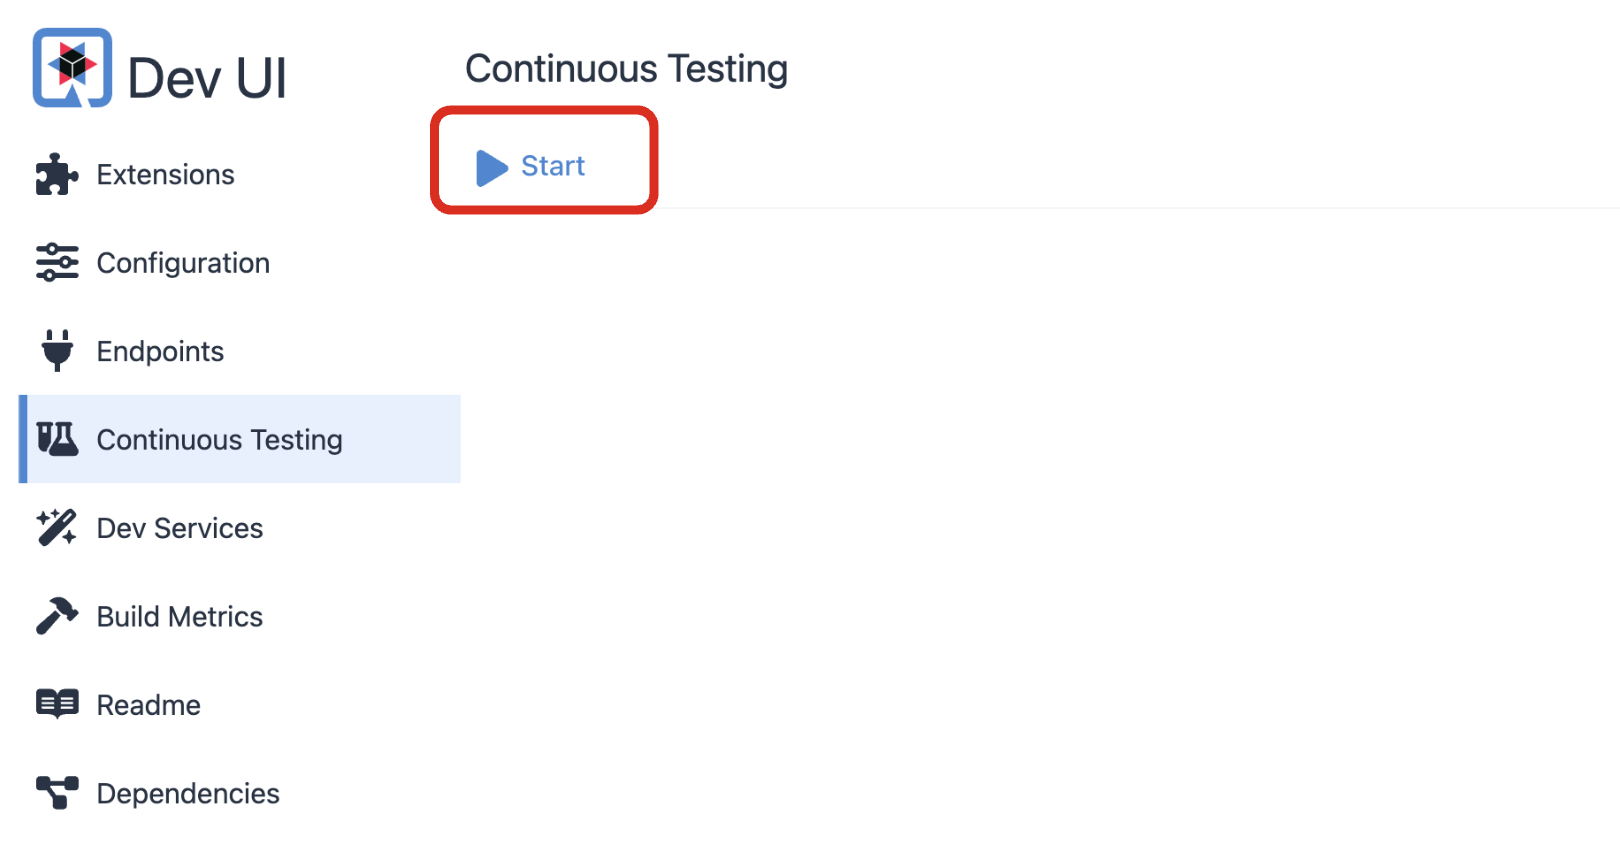 Dev UI
Extensions
Configuration
Endpoints
Continuous Testing
Dev Services
Build Metrics
Readme
Dependencies
Continuous Testing
Start